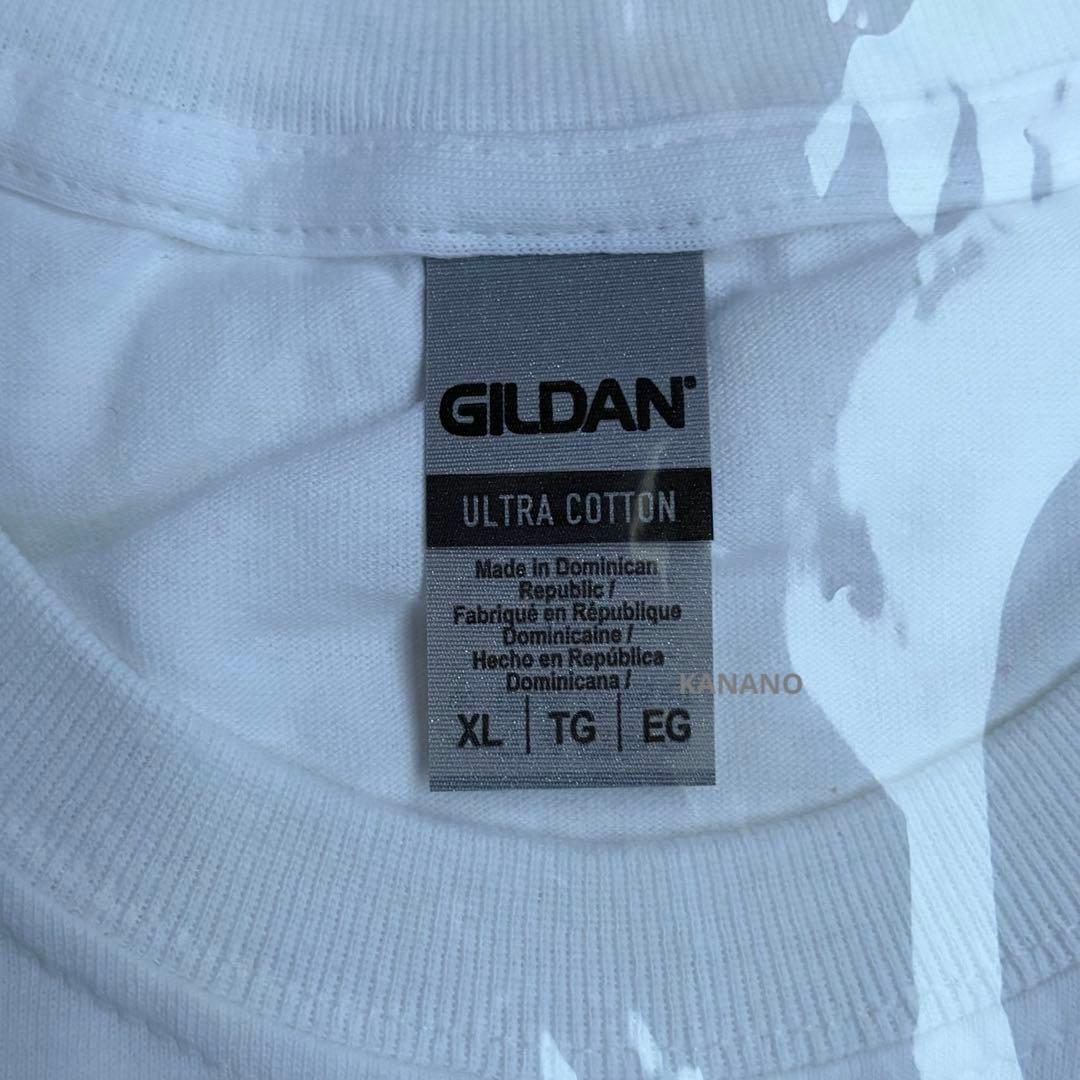 GILDAN
ULTRA COTTON
Made in Dominican
Republic /
Fabriqué en République
Dominicaine /
Hecho en República
Dominicana /
KANANO
XL | TG | EG